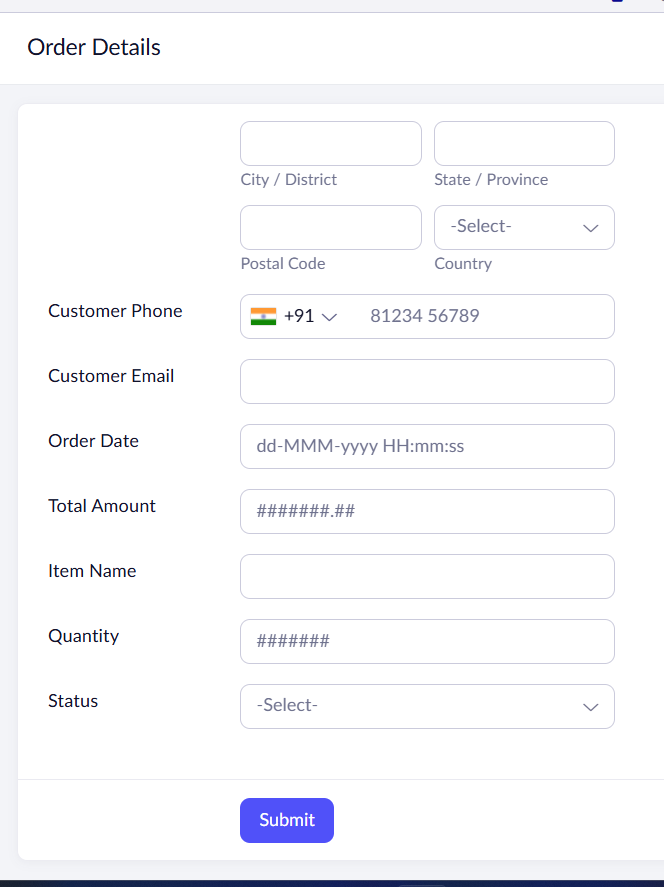 Order Details
City / District
State / Province
-Select-
Postal Code
Country
Customer Phone
+91 81234 56789
Customer Email
Order Date
dd-MMM-yyyy HH:mm:ss
Total Amount
#######.##
Item Name
Quantity
#######
Status
-Select-
Submit